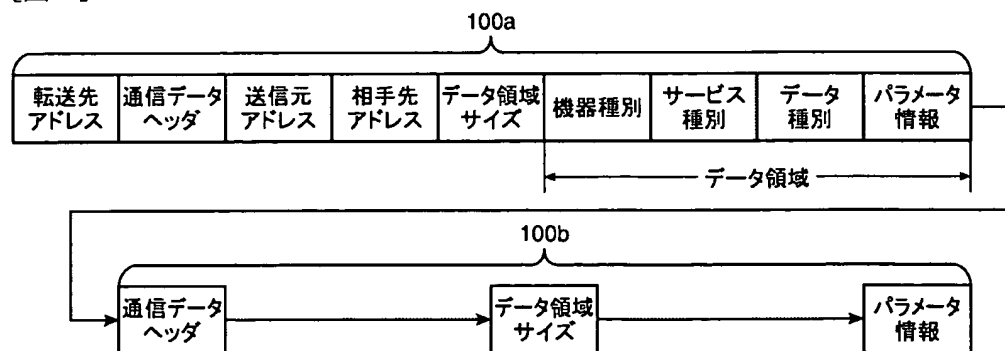 100a
転送先
アドレス
通信データ
ヘッダ
送信元
アドレス
相手先
アドレス
データ領域
サイズ
機器種別
サービス
種別
データ
種別
パラメータ
情報
データ領域
100b
通信データ
ヘッダ
データ領域
サイズ
パラメータ
情報